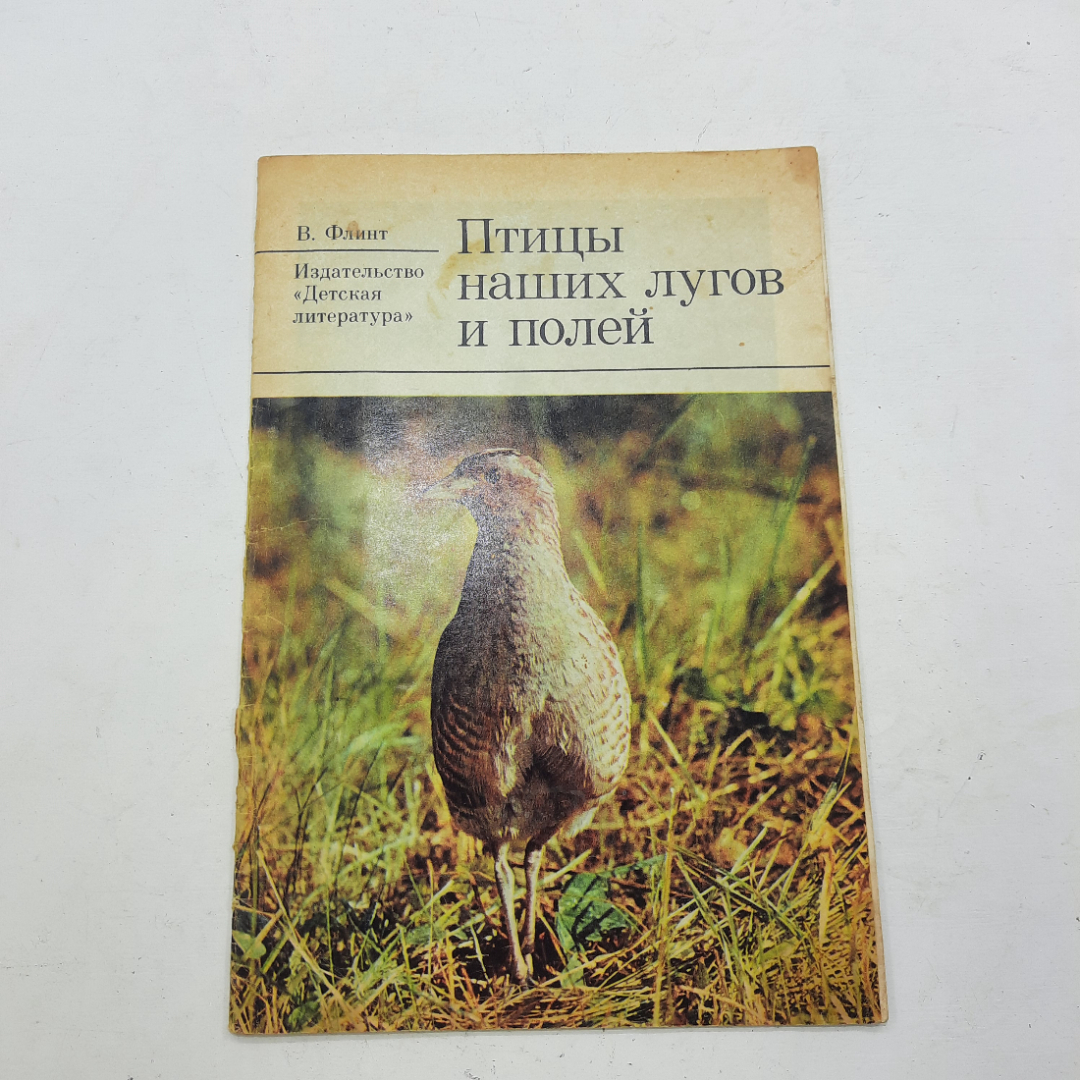 В. Флинт
Издательство
«Детская
литература»
Птицы
наших лугов
и полей